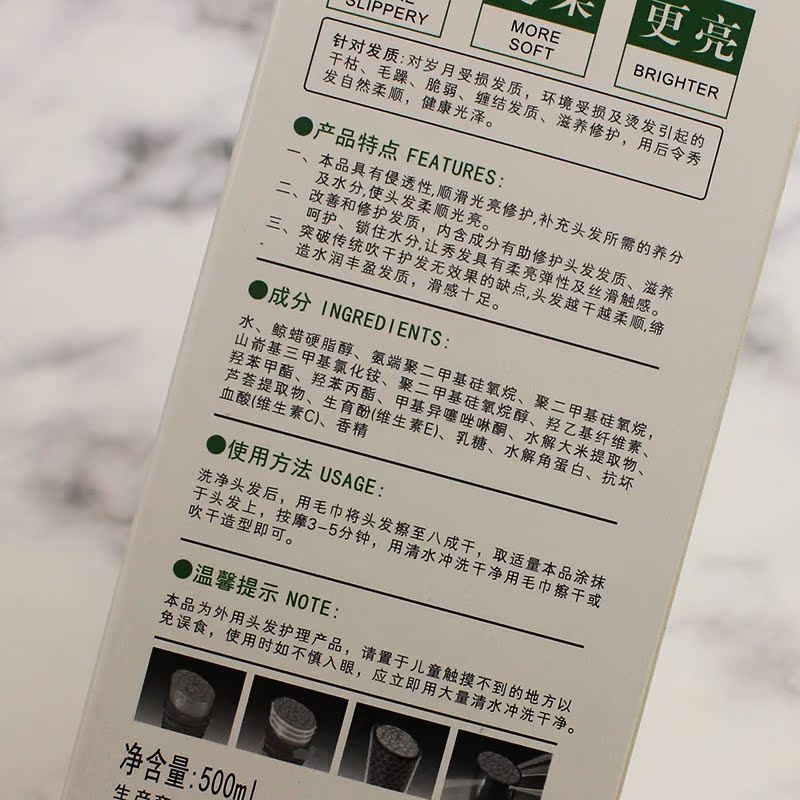 SLIPPERY
MORE
SOFT
更亮
BRIGHTER
针对发质:对岁月受损发质，环境受损及烫发引起的
干枯、毛躁、脆弱、缠结发质、滋养修护，用后令秀
发自然柔顺，健康光泽。
产品特点 FEATURES:
一、本品具有侵透性,顺滑光亮修护,补充头发所需的养分
及水分,使头发柔顺光亮。
二、改善和修护发质，内含成分有助修护头发发质、滋养
呵护、锁住水分,让秀发具有柔亮弹性及丝滑触感。
三、突破传统吹干护发无效果的缺点,头发越干越柔顺,缔
造水润丰盈发质，滑感十足。
成分 INGREDIENTS:
水、鲸蜡硬脂醇、氨端聚二甲基硅氧烷、聚二甲基硅氧烷,
山嵛基三甲基氯化铵、聚二甲基硅氧烷醇、羟乙基纤维素、
羟苯甲酯、羟苯丙酯、甲基异噻唑啉酮、水解大米提取物、
芦荟提取物、生育酚(维生素E)、乳糖、水解角蛋白、抗坏
血酸(维生素C)、香精
使用方法 USAGE:
洗净头发后，用毛巾将头发擦至八成干，取适量本品涂抹
于头发上，按摩3-5分钟，用清水冲洗干净用毛巾擦干或
吹干造型即可。
温馨提示 NOTE:
本品为外用头发护理产品，请置于儿童触摸不到的地方以
免误食，使用时如不慎入眼，应立即用大量清水冲洗干净。
净含量:500ml
生产